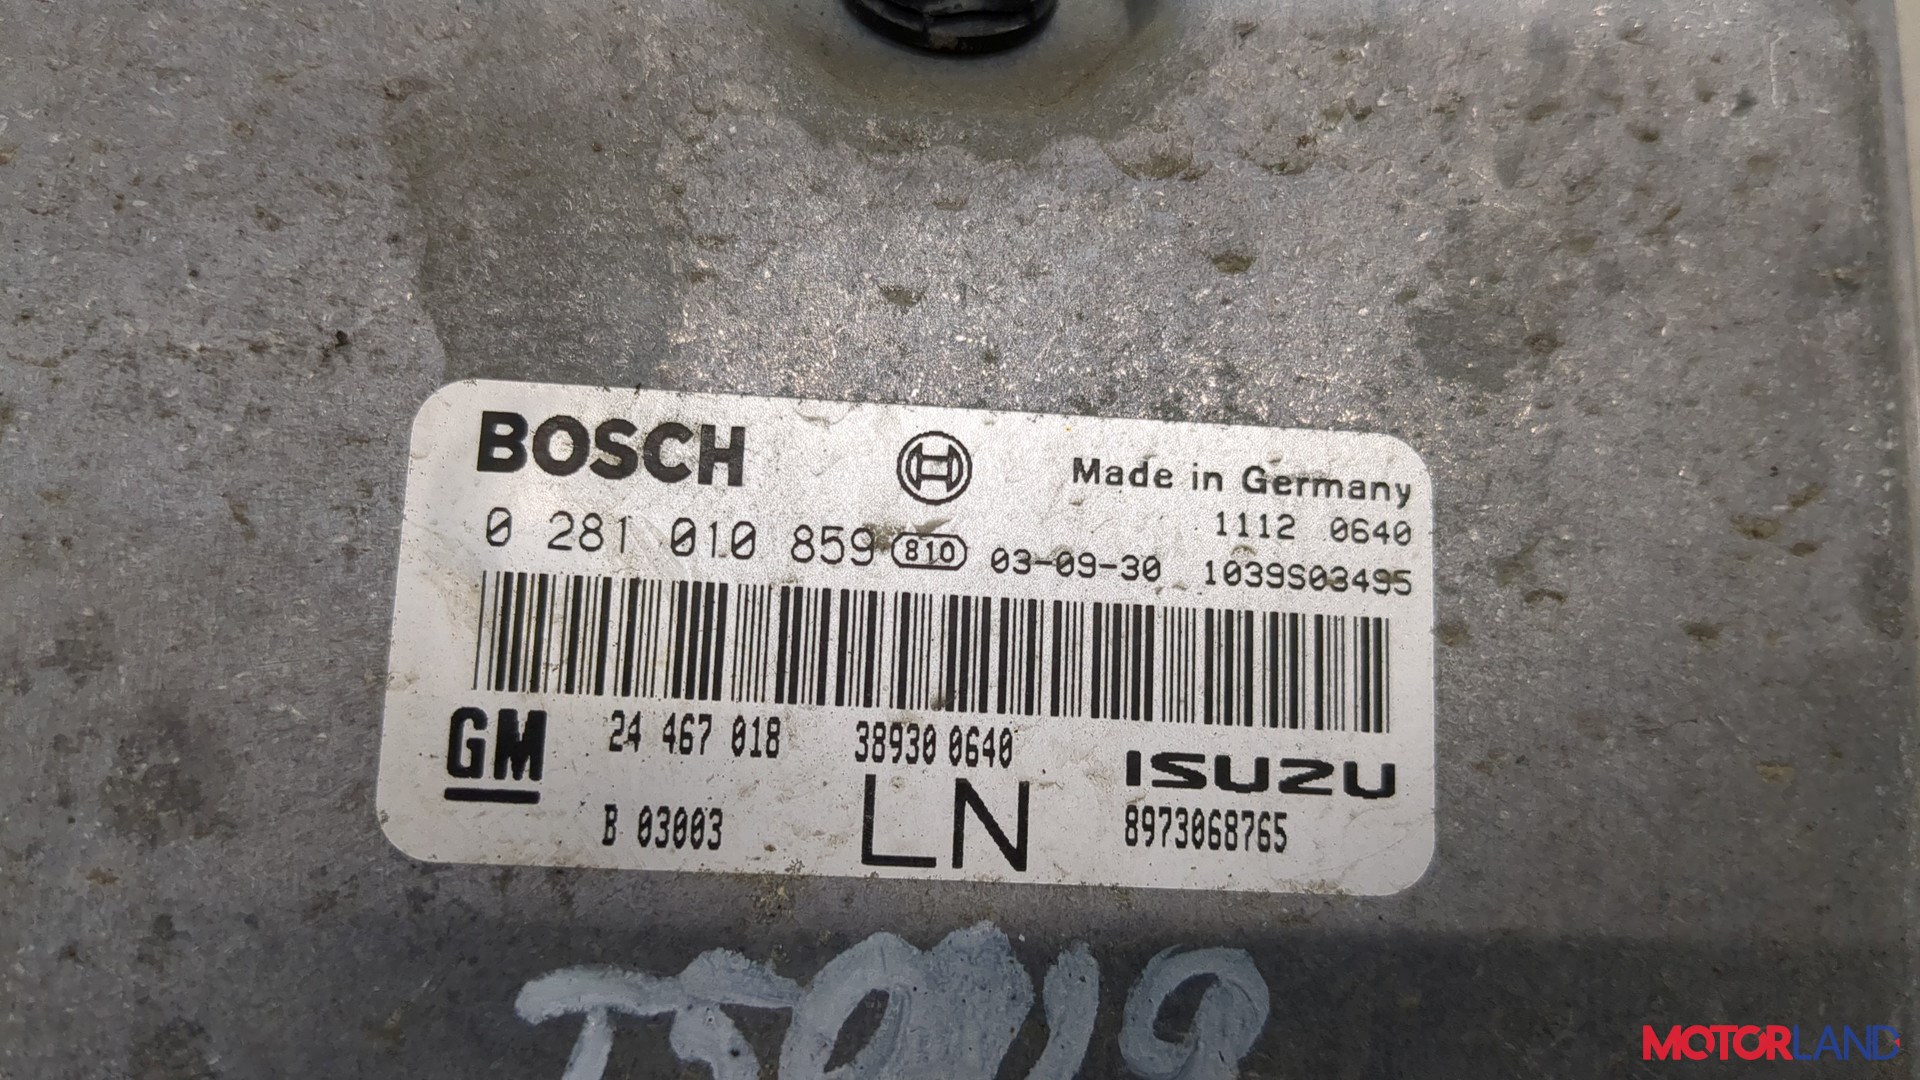 BOSCH
Made in Germany
1112 0640
0 281 010 859 810 03-09-30 1039S03495
GM 24 467 018 38930 0640 ISUZU
B 03003 LN 8973068765
MOTORLAND